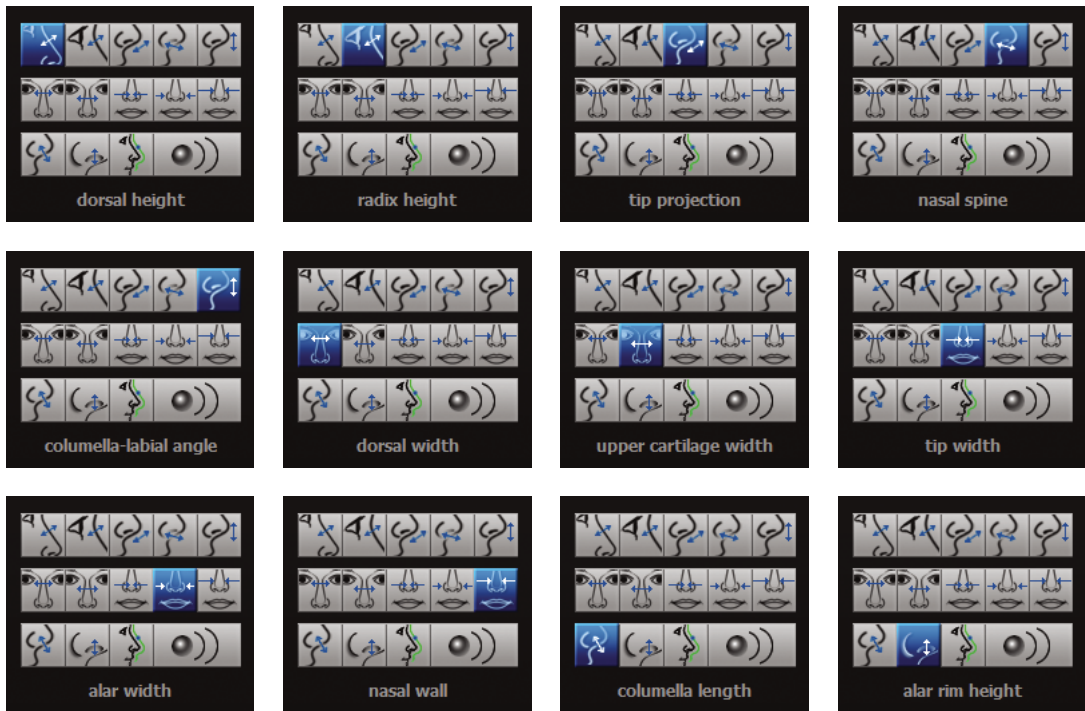 dorsal height
radix height
tip projection
nasal spine
columella-labial angle
dorsal width
upper cartilage width
tip width
alar width
nasal wall
columella length
alar rim height